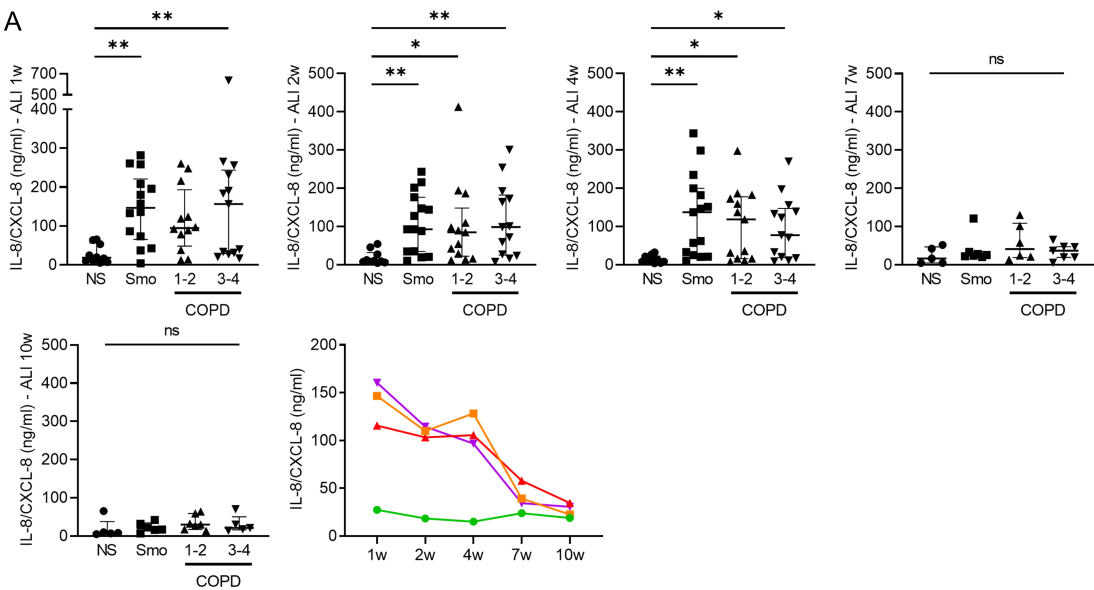 A
IL-8/CXCL-8 (ng/ml) - ALI 1w
700
500
400
300
200
100
0
**
**
NS Smo 1-2 3-4
COPD
IL-8/CXCL-8 (ng/ml) - ALI 2w
500
400
300
200
100
0
**
*
**
NS Smo 1-2 3-4
COPD
IL-8/CXCL-8 (ng/ml) - ALI 4w
500
400
300
200
100
0
*
*
**
NS Smo 1-2 3-4
COPD
IL-8/CXCL-8 (ng/ml) - ALI 7w
500
400
300
200
100
0
ns
NS Smo 1-2 3-4
COPD
IL-8/CXCL-8 (ng/ml) - ALI 10w
500
400
300
200
100
0
ns
NS Smo 1-2 3-4
COPD
IL-8/CXCL-8 (ng/ml)
200
150
100
50
0
1w 2w 4w 7w 10w